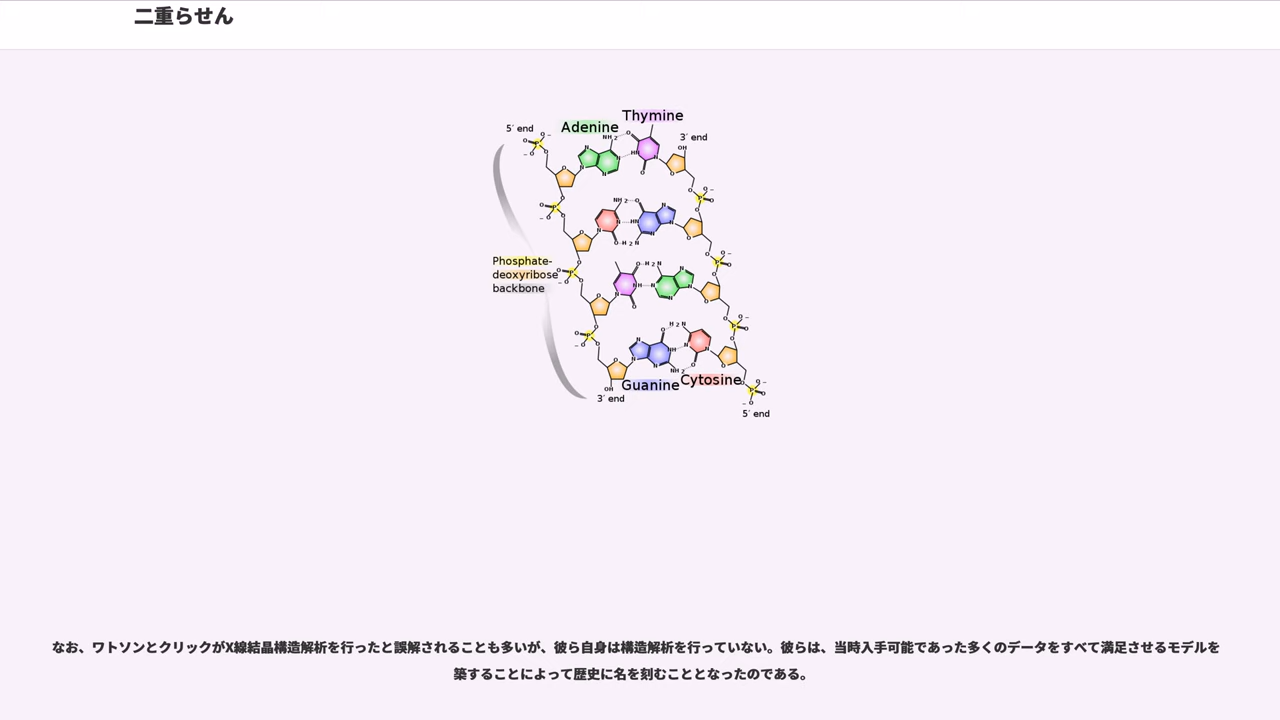 二重らせん
Thymine
Adenine
5′ end
3′ end
Phosphate-
deoxyribose
backbone
Guanine
Cytosine
3′ end
5′ end
なお、ワトソンとクリックがX線結晶構造解析を行ったと誤解されることも多いが、彼ら自身は構造解析を行っていない。彼らは、当時入手可能であった多くのデータをすべて満足させるモデルを
築することによって歴史に名を刻むこととなったのである。